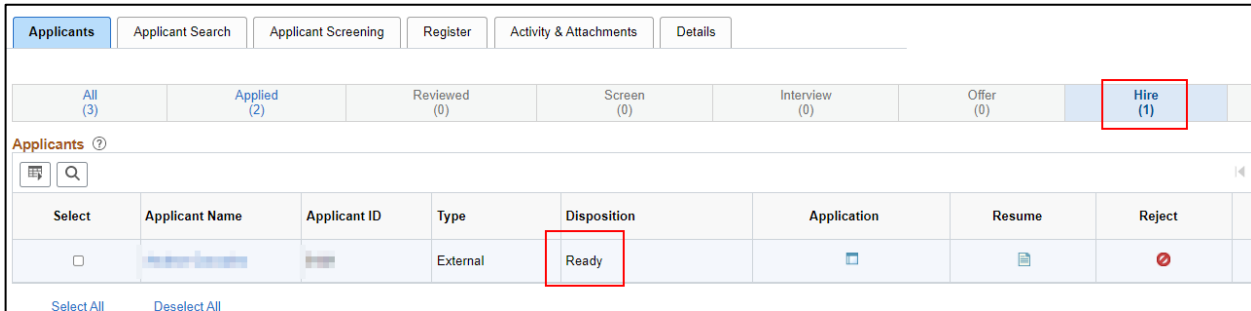 Applicants Applicant Search Applicant Screening Register Activity & Attachments Details
All Applied Reviewed Screen Interview Offer Hire
(3) (2) (0) (0) (0) (0) (1)
Applicants ?
Select Applicant Name Applicant ID Type Disposition Application Resume Reject
External Ready
Select All Deselect All